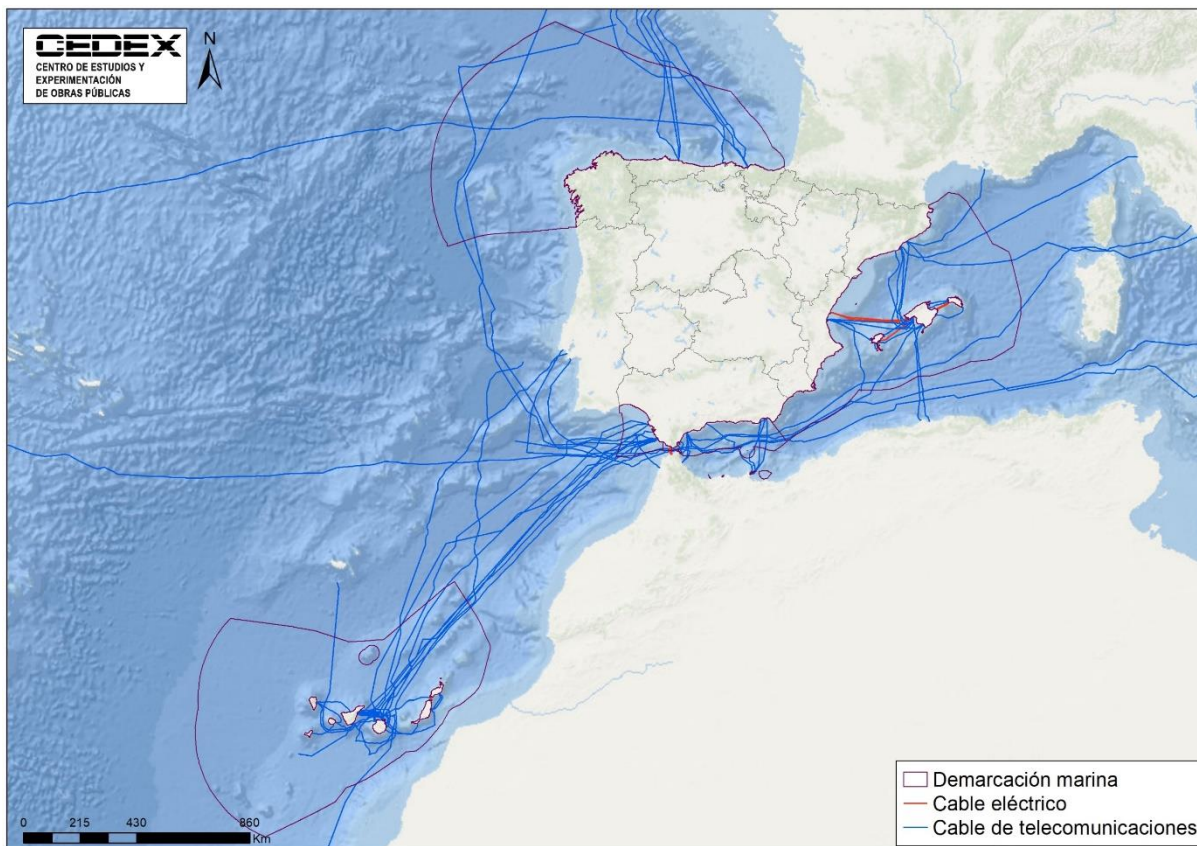 CEDEX
CENTRO DE ESTUDIOS Y
EXPERIMENTACIÓN
DE OBRAS PÚBLICAS
N
Demarcación marina
Cable eléctrico
Cable de telecomunicaciones
0 215 430 860
Km